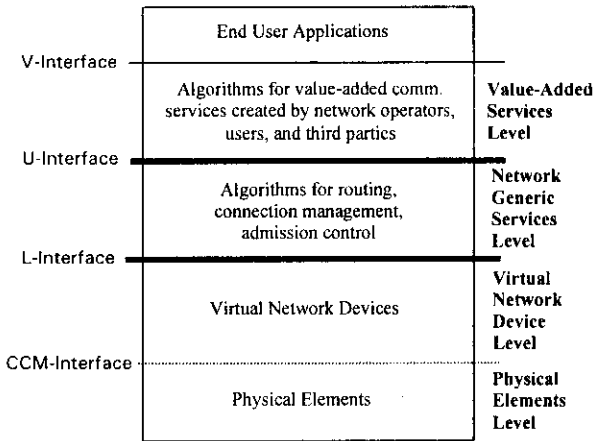 End User Applications
V-Interface
Algorithms for value-added comm.
services created by network operators,
users, and third parties
Value-Added
Services
Level
U-Interface
Algorithms for routing,
connection management,
admission control
Network
Generic
Services
Level
L-Interface
Virtual Network Devices
Virtual
Network
Device
Level
CCM-Interface
Physical Elements
Physical
Elements
Level